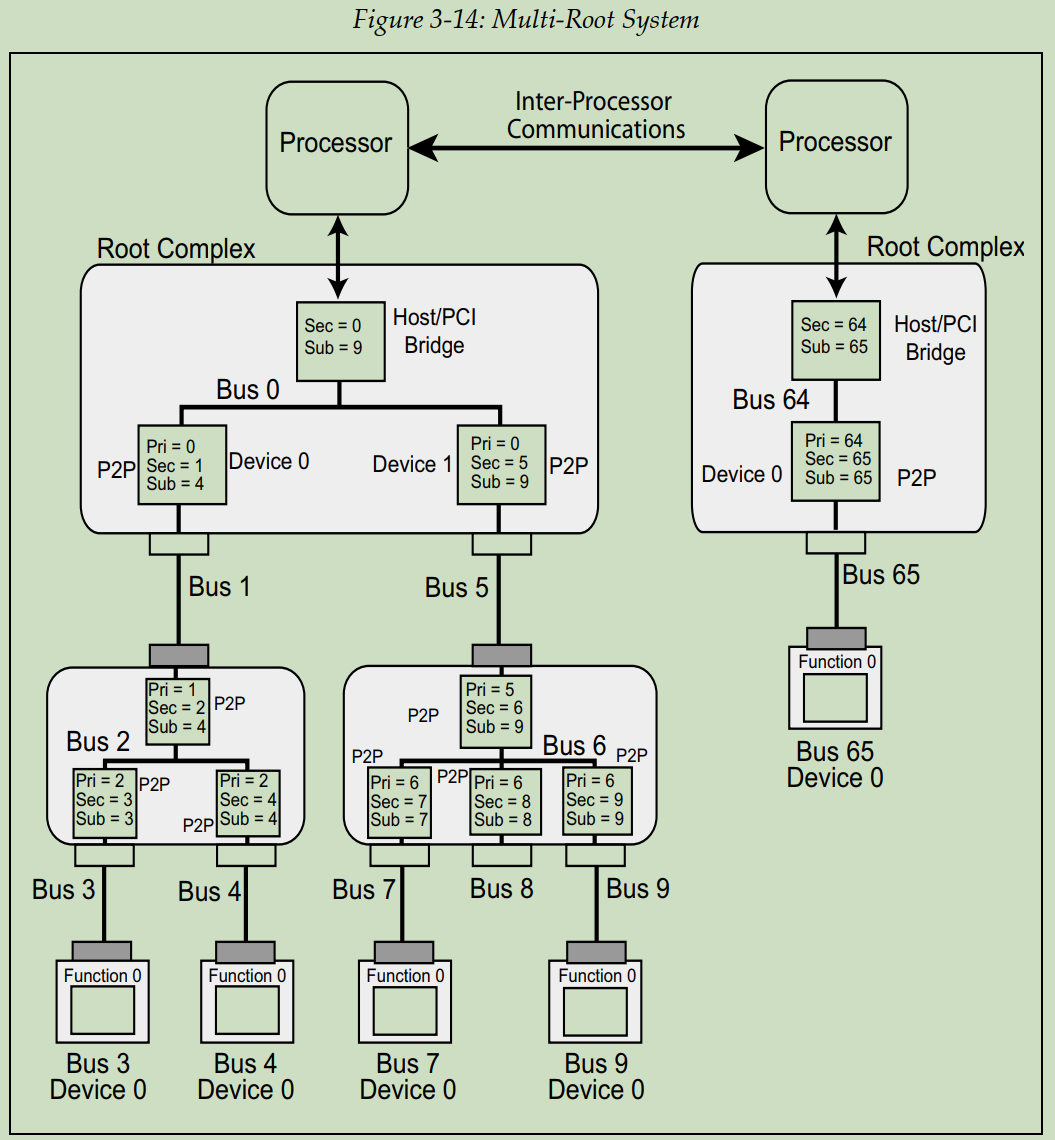 Figure 3-14: Multi-Root System
Inter-Processor
Communications
Processor
Processor
Root Complex
Root Complex
Sec = 0
Sub = 9
Host/PCI
Bridge
Sec = 64
Sub = 65
Host/PCI
Bridge
Bus 0
Bus 64
P2P
Pri = 0
Sec = 1
Sub = 4
Device 0
Device 1
Pri = 0
Sec = 5
Sub = 9
P2P
Device 0
Pri = 64
Sec = 65
Sub = 65
P2P
Bus 1
Bus 5
Bus 65
Pri = 1
Sec = 2
Sub = 4
P2P
Bus 2
Pri = 2
Sec = 3
Sub = 3
P2P
Pri = 2
Sec = 4
Sub = 4
P2P
P2P
Pri = 5
Sec = 6
Sub = 9
Bus 6
P2P
Pri = 6
Sec = 7
Sub = 7
P2P
Pri = 6
Sec = 8
Sub = 8
P2P
Pri = 6
Sec = 9
Sub = 9
Function 0
Bus 65
Device 0
Bus 3
Bus 4
Bus 7
Bus 8
Bus 9
Function 0
Function 0
Function 0
Function 0
Bus 3
Device 0
Bus 4
Device 0
Bus 7
Device 0
Bus 9
Device 0